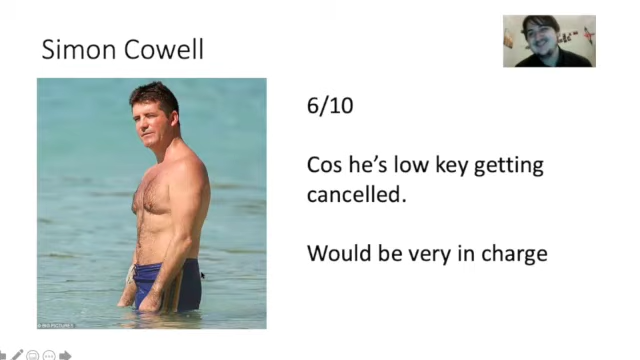 Simon Cowell
6/10
Cos he's low key getting
cancelled.
Would be very in charge